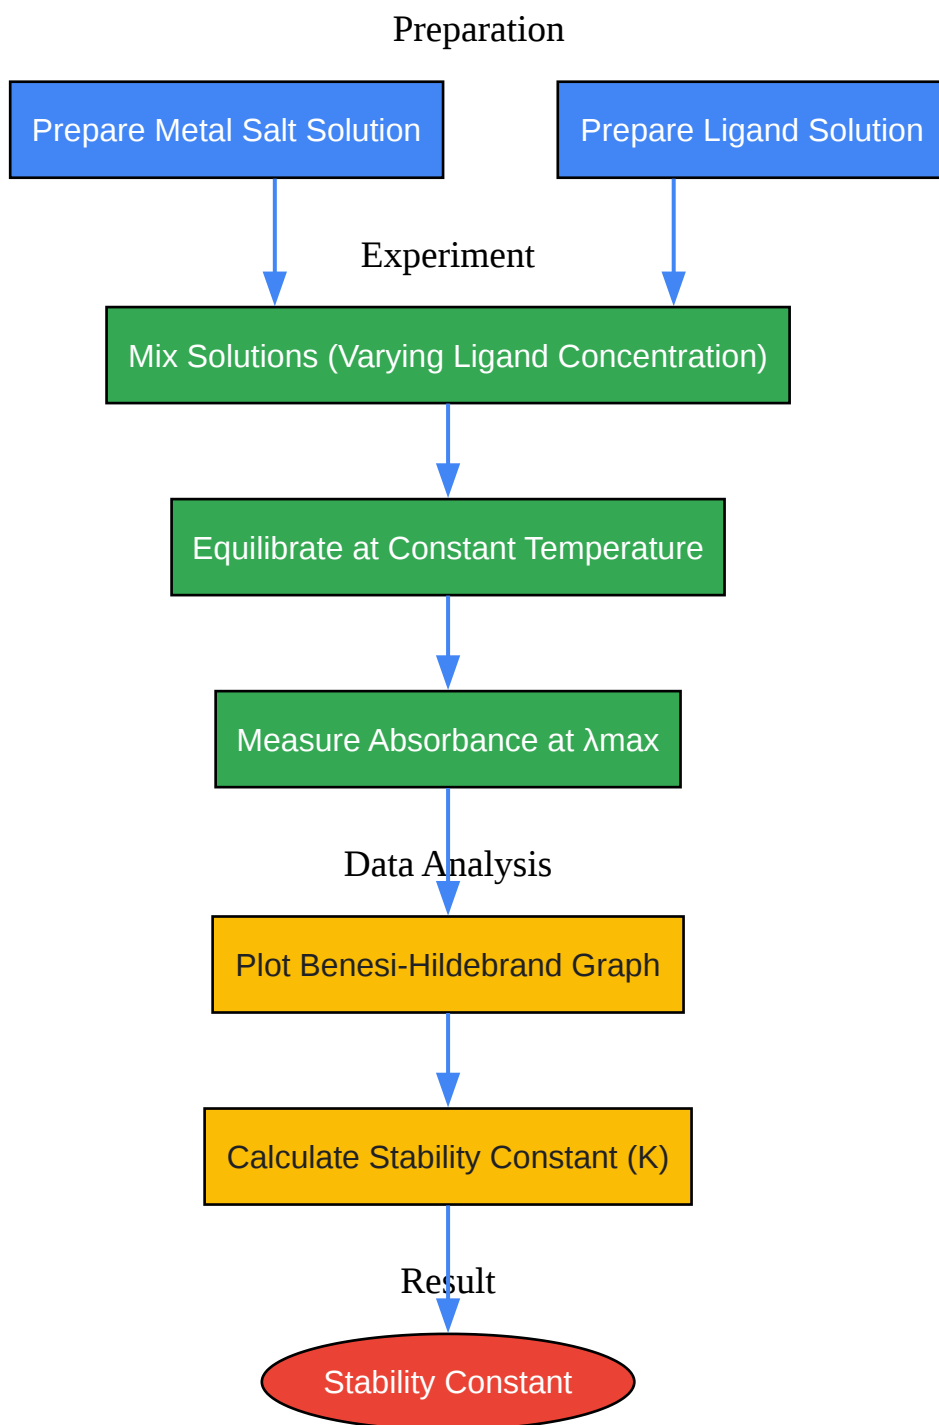 Preparation
Prepare Metal Salt Solution
Prepare Ligand Solution
Experiment
Mix Solutions (Varying Ligand Concentration)
Equilibrate at Constant Temperature
Measure Absorbance at λmax
Data Analysis
Plot Benesi-Hildebrand Graph
Calculate Stability Constant (K)
Result
Stability Constant